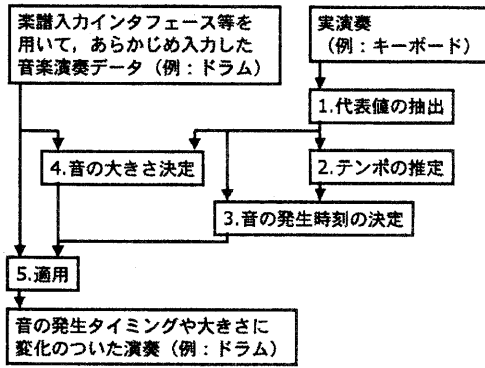 楽譜入力インタフェース等を
用いて，あらかじめ入力した
音楽演奏データ（例：ドラム）
実演奏
（例：キーボード）
1.代表値の抽出
4.音の大きさ決定
2.テンポの推定
3.音の発生時刻の決定
5.適用
音の発生タイミングや大きさに
変化のついた演奏（例：ドラム）